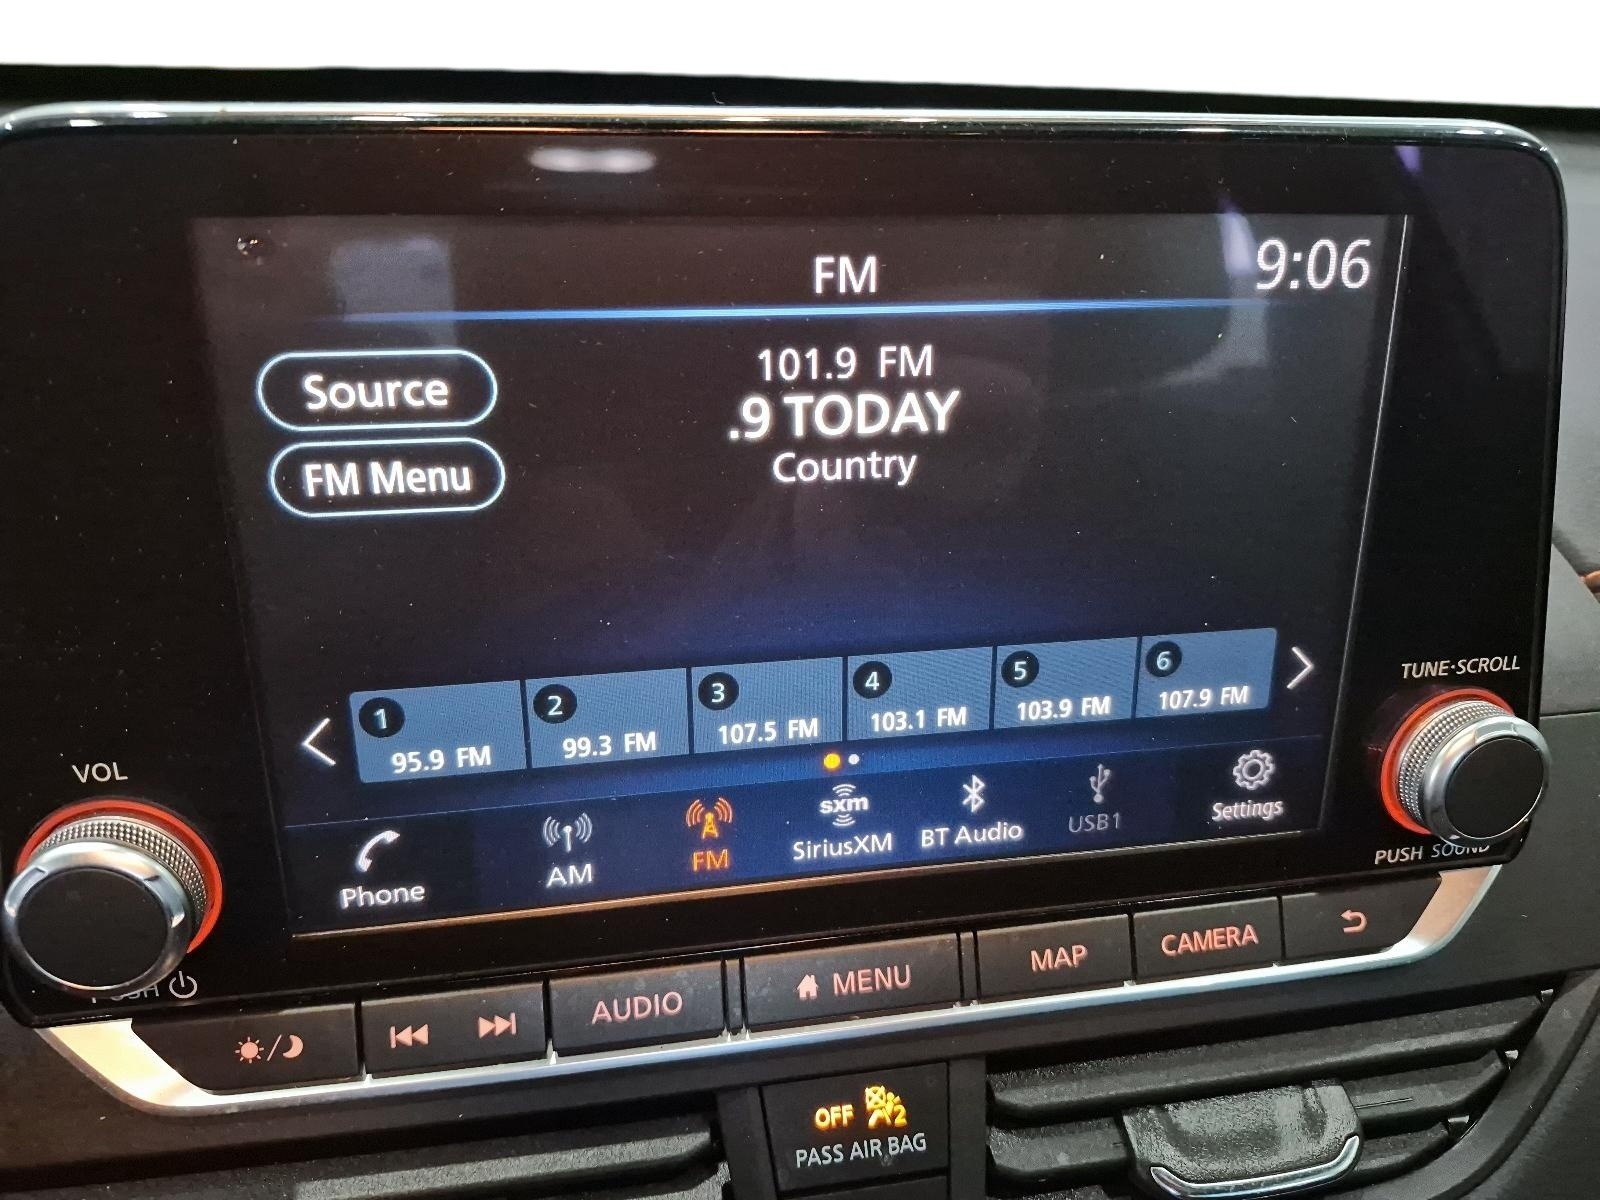 FM
9:06
101.9 FM
.9 TODAY
Country
Source
FM Menu
1
95.9 FM
2
99.3 FM
3
107.5 FM
4
103.1 FM
5
103.9 FM
6
107.9 FM
Phone
AM
FM
sxm
SiriusXM
BT Audio
USB1
Settings
VOL
PUSH
TUNE·SCROLL
PUSH SOUND
AUDIO
MENU
MAP
CAMERA
OFF 2
PASS AIR BAG